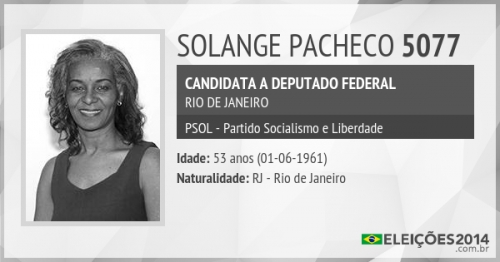 SOLANGE PACHECO 5077
CANDIDATA A DEPUTADO FEDERAL
RIO DE JANEIRO
PSOL - Partido Socialismo e Liberdade
Idade: 53 anos (01-06-1961)
Naturalidade: RJ - Rio de Janeiro
ELEIÇÕES2014
.com.br